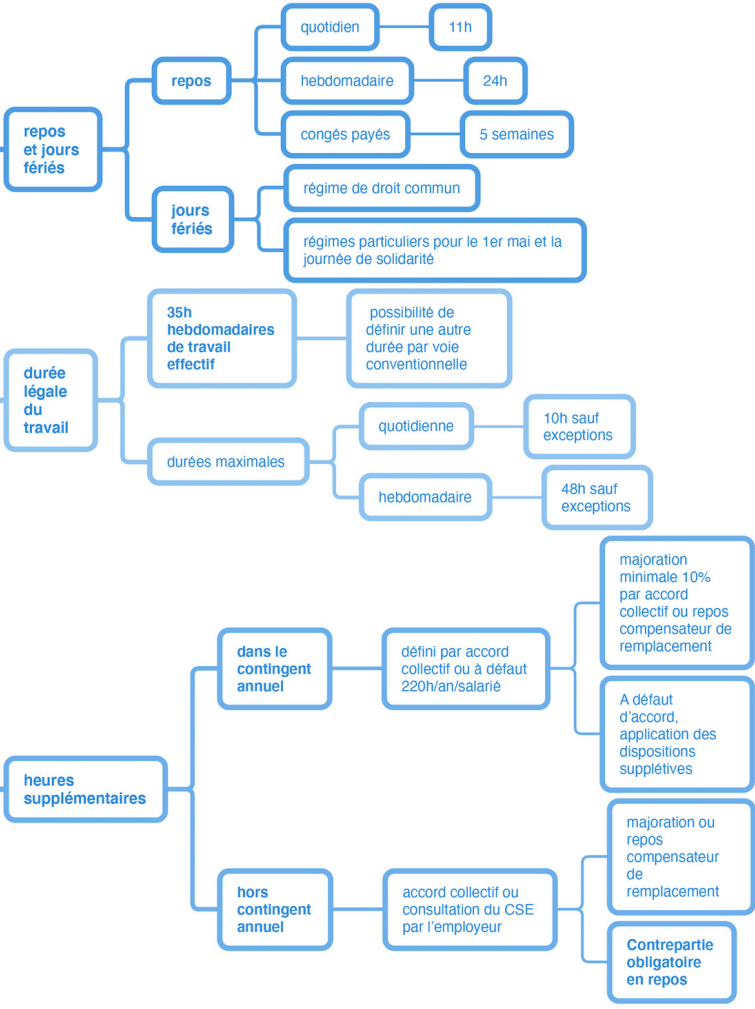 repos
et jours
fériés
repos
quotidien
11h
hebdomadaire
24h
congés payés
5 semaines
jours
fériés
régime de droit commun
régimes particuliers pour le 1er mai et la
journée de solidarité
durée
légale
du
travail
35h
hebdomadaires
de travail
effectif
possibilité de
définir une autre
durée par voie
conventionnelle
durées maximales
quotidienne
10h sauf
exceptions
hebdomadaire
48h sauf
exceptions
heures
supplémentaires
dans le
contingent
annuel
défini par accord
collectif ou à défaut
220h/an/salarié
majoration
minimale 10%
par accord
collectif ou repos
compensateur de
remplacement
A défaut
d'accord,
application des
dispositions
supplétives
hors
contingent
annuel
accord collectif ou
consultation du CSE
par l'employeur
majoration ou
repos
compensateur
de
remplacement
Contrepartie
obligatoire
en repos